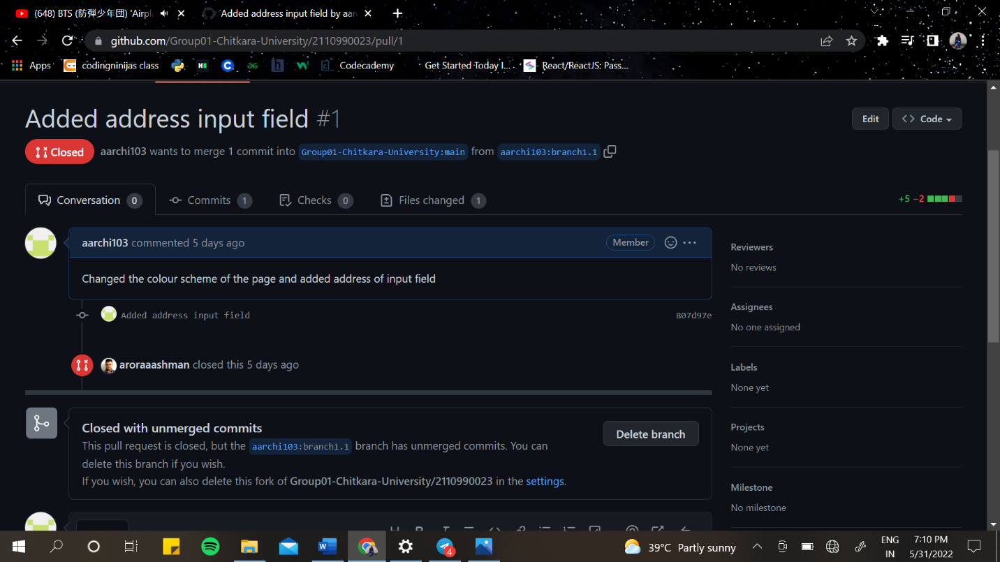 (648) BTS (防弾少年団) 'Airpl
Added address input field by aar
github.com/Group01-Chitkara-University/2110990023/pull/1
Apps
codingninjas class
Codecademy
Get Started Today I...
React/ReactJS: Pass...
Added address input field #1
Edit
Code
Closed
aarchi103 wants to merge 1 commit into Group01-Chitkara-University:main from aarchi103:branch1.1
Conversation 0
Commits 1
Checks 0
Files changed 1
+5 −2
aarchi103 commented 5 days ago
Member
Changed the colour scheme of the page and added address of input field
Added address input field
807d97e
aroraaashman closed this 5 days ago
Closed with unmerged commits
This pull request is closed, but the aarchi103:branch1.1 branch has unmerged commits. You can
delete this branch if you wish.
If you wish, you can also delete this fork of Group01-Chitkara-University/2110990023 in the settings.
Delete branch
Reviewers
No reviews
Assignees
No one assigned
Labels
None yet
Projects
None yet
Milestone
No milestone
4
39°C Partly sunny
ENG
IN
7:10 PM
5/31/2022